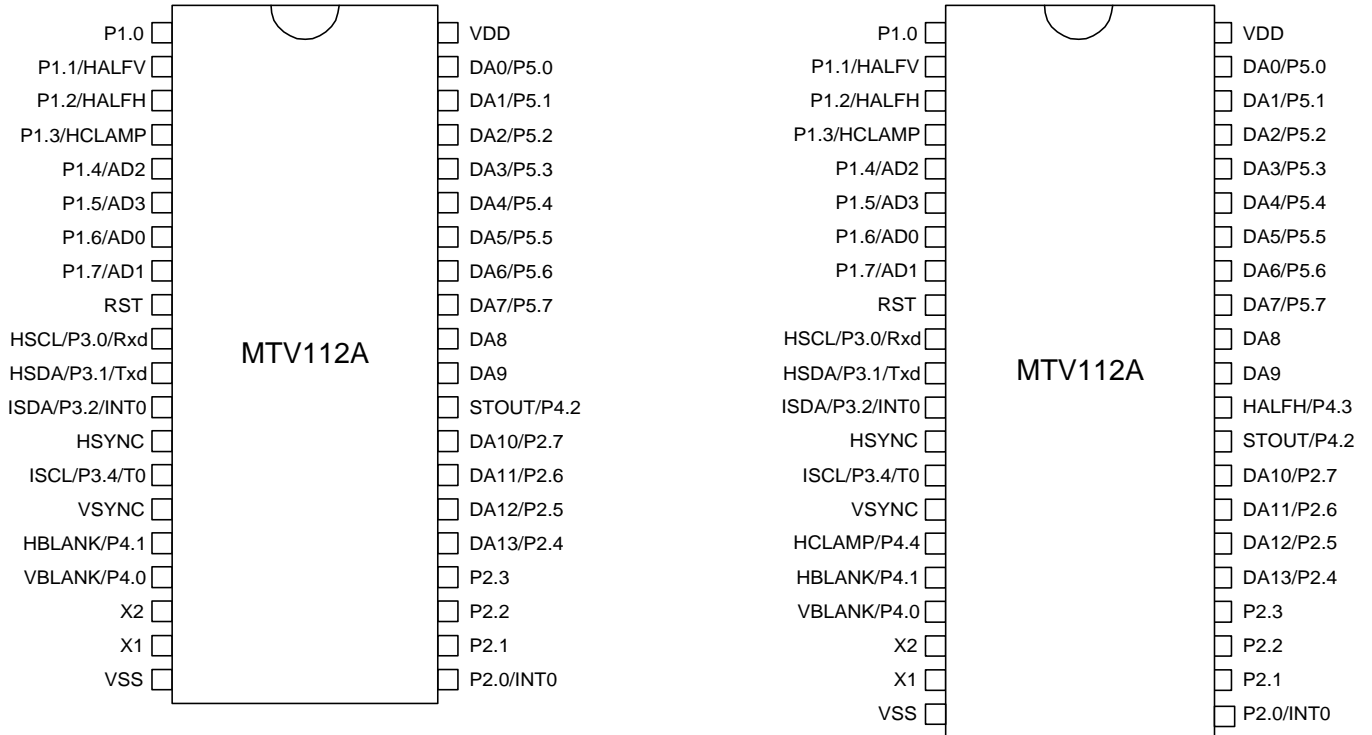 P1.0
P1.1/HALFV
P1.2/HALFH
P1.3/HCLAMP
P1.4/AD2
P1.5/AD3
P1.6/AD0
P1.7/AD1
RST
HSCL/P3.0/Rxd
HSDA/P3.1/Txd
ISDA/P3.2/INT0
HSYNC
ISCL/P3.4/T0
VSYNC
HBLANK/P4.1
VBLANK/P4.0
X2
X1
VSS
MTV112A
VDD
DA0/P5.0
DA1/P5.1
DA2/P5.2
DA3/P5.3
DA4/P5.4
DA5/P5.5
DA6/P5.6
DA7/P5.7
DA8
DA9
STOUT/P4.2
DA10/P2.7
DA11/P2.6
DA12/P2.5
DA13/P2.4
P2.3
P2.2
P2.1
P2.0/INT0
P1.0
P1.1/HALFV
P1.2/HALFH
P1.3/HCLAMP
P1.4/AD2
P1.5/AD3
P1.6/AD0
P1.7/AD1
RST
HSCL/P3.0/Rxd
HSDA/P3.1/Txd
ISDA/P3.2/INT0
HSYNC
ISCL/P3.4/T0
VSYNC
HCLAMP/P4.4
HBLANK/P4.1
VBLANK/P4.0
X2
X1
VSS
MTV112A
VDD
DA0/P5.0
DA1/P5.1
DA2/P5.2
DA3/P5.3
DA4/P5.4
DA5/P5.5
DA6/P5.6
DA7/P5.7
DA8
DA9
HALFH/P4.3
STOUT/P4.2
DA10/P2.7
DA11/P2.6
DA12/P2.5
DA13/P2.4
P2.3
P2.2
P2.1
P2.0/INT0